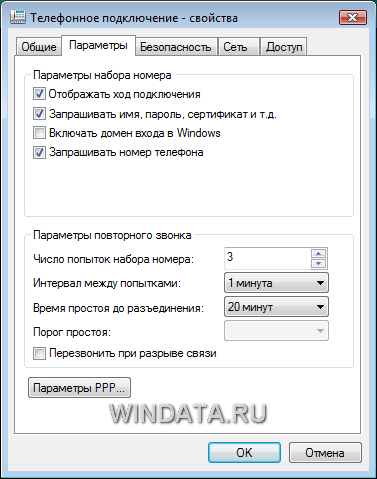 Телефонное подключение - свойства
Общие Параметры Безопасность Сеть Доступ
Параметры набора номера
Отображать ход подключения
Запрашивать имя, пароль, сертификат и т.д.
Включать домен входа в Windows
Запрашивать номер телефона
Параметры повторного звонка
Число попыток набора номера: 3
Интервал между попытками: 1 минута
Время простоя до разъединения: 20 минут
Порог простоя:
Перезвонить при разрыве связи
Параметры PPP...
WINDATA.RU
OK Отмена